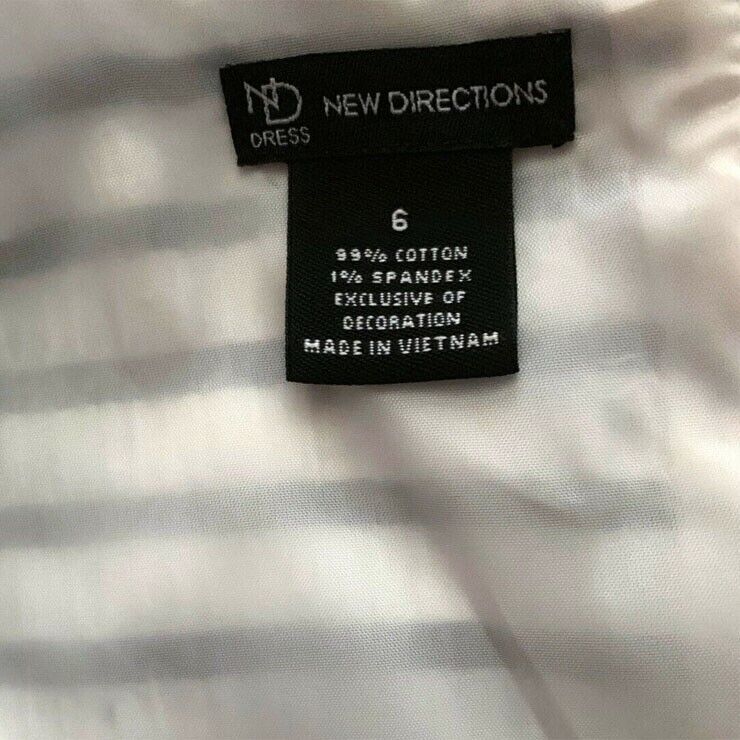 ND NEW DIRECTIONS
DRESS
6
99% COTTON
1% SPANDEX
EXCLUSIVE OF
DECORATION
MADE IN VIETNAM